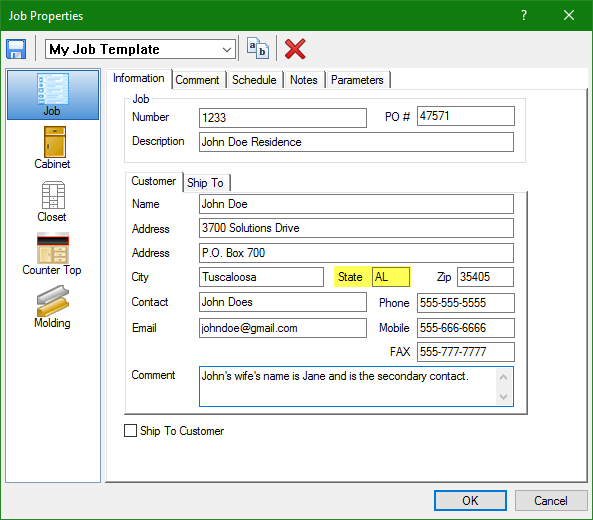 Job Properties
?
My Job Template
a b
Information Comment Schedule Notes Parameters
Job
Cabinet
Closet
Counter Top
Molding
Job
Number 1233 PO # 47571
Description John Doe Residence
Customer Ship To
Name John Doe
Address 3700 Solutions Drive
Address P.O. Box 700
City Tuscaloosa State AL Zip 35405
Contact John Does Phone 555-555-5555
Email johndoe@gmail.com Mobile 555-666-6666
FAX 555-777-7777
Comment John's wife's name is Jane and is the secondary contact.
Ship To Customer
OK Cancel